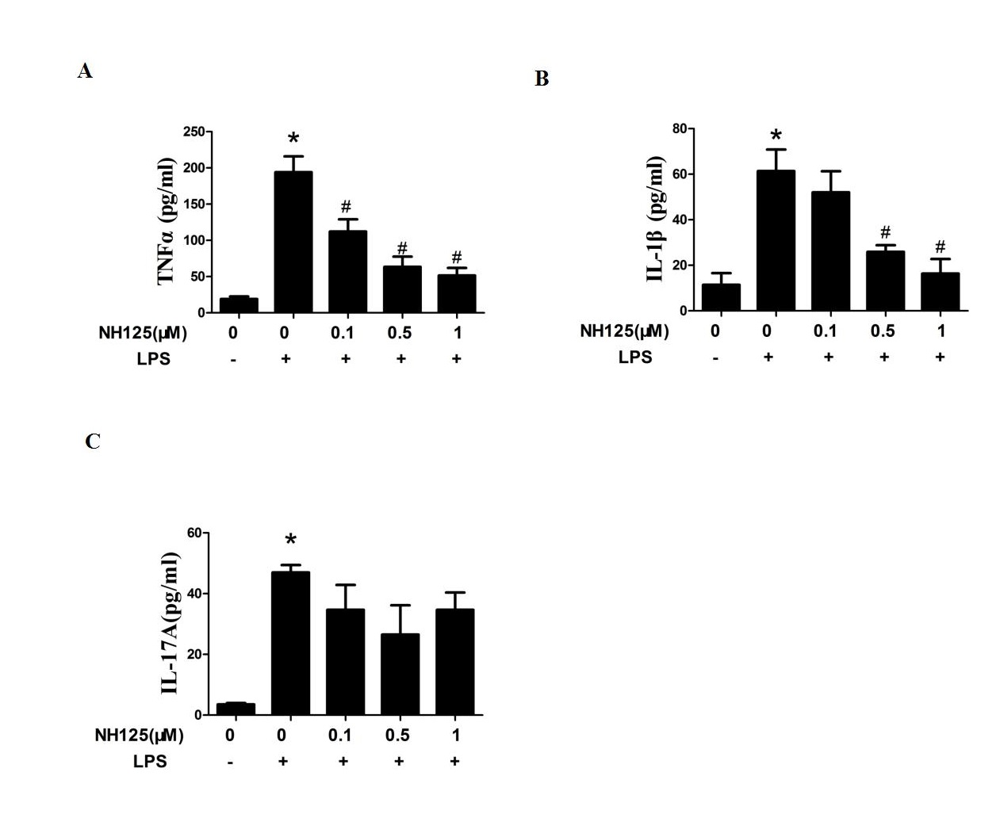 A
TNFα (pg/ml)
250
200
150
100
50
0
*
#
#
#
NH125(µM) 0 0 0.1 0.5 1
LPS - + + + +
B
IL-1β (pg/ml)
80
60
40
20
0
*
#
#
NH125(µM) 0 0 0.1 0.5 1
LPS - + + + +
C
IL-17A(pg/ml)
60
40
20
0
*
NH125(µM) 0 0 0.1 0.5 1
LPS - + + + +